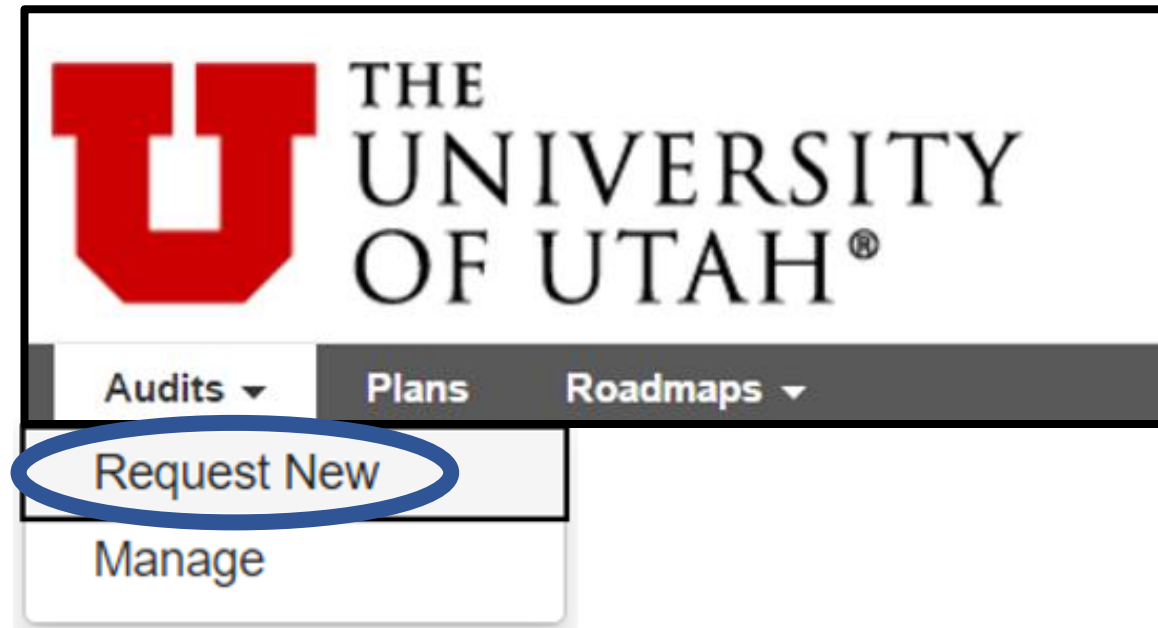 THE
UNIVERSITY
OF UTAH®
Audits Plans Roadmaps
Request New
Manage